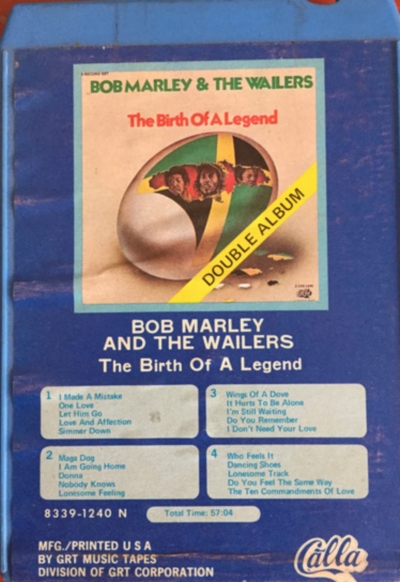 BOB MARLEY & THE WAILERS
The Birth Of A Legend
DOUBLE ALBUM
BOB MARLEY
AND THE WAILERS
The Birth Of A Legend
1 I Made A Mistake
One Love
Let Him Go
Love And Affection
Simmer Down
2 Maga Dog
I Am Going Home
Donna
Nobody Knows
Lonesome Feeling
3 Wings Of A Dove
It Hurts To Be Alone
I'm Still Waiting
Do You Remember
I Don't Need Your Love
4 Who Feels It
Dancing Shoes
Lonesome Track
Do You Feel The Same Way
The Ten Commandments Of Love
8339-1240 N
Total Time: 57:04
MFG./PRINTED U S A
BY GRT MUSIC TAPES
DIVISION OF GRT CORPORATION
Calla